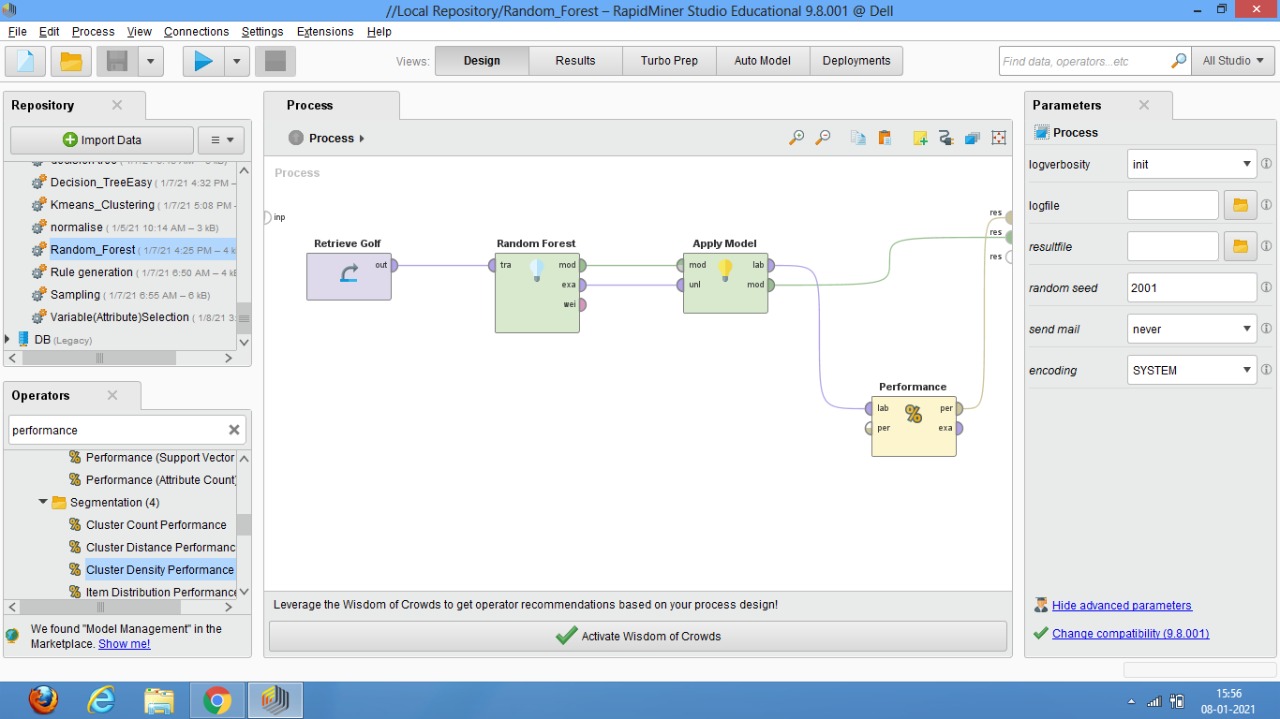 //Local Repository/Random_Forest – RapidMiner Studio Educational 9.8.001 @ Dell
File Edit Process View Connections Settings Extensions Help
Views: Design Results Turbo Prep Auto Model Deployments
Find data, operators...etc
All Studio
Repository
Import Data
Decision_TreeEasy ( 1/7/21 4:32 PM –
Kmeans_Clustering ( 1/7/21 5:08 PM -
normalise ( 1/6/21 10:14 AM – 3 kB)
Random_Forest ( 1/7/21 4:25 PM – 4 k
Rule generation ( 1/7/21 6:50 AM – 4 kB
Sampling ( 1/7/21 6:55 AM – 6 kB)
Variable(Attribute)Selection ( 1/8/21 3:
DB (Legacy)
Operators
performance
Performance (Support Vector
Performance (Attribute Count)
Segmentation (4)
Cluster Count Performance
Cluster Distance Performanc
Cluster Density Performance
Item Distribution Performance
We found "Model Management" in the
Marketplace. Show me!
Process
Process
Process
inp
res
res
res
Retrieve Golf
out
Random Forest
tra mod
exa
wei
Apply Model
mod lab
unl mod
Performance
lab per
per exa
Leverage the Wisdom of Crowds to get operator recommendations based on your process design!
Activate Wisdom of Crowds
Parameters
Process
logverbosity init
logfile
resultfile
random seed 2001
send mail never
encoding SYSTEM
Hide advanced parameters
Change compatibility (9.8.001)
15:56
08-01-2021